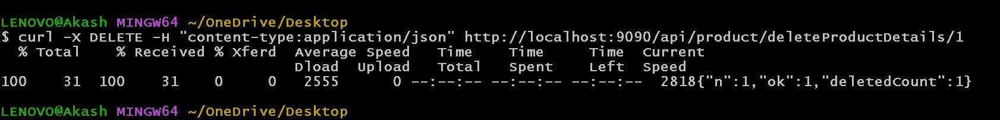 LENOVO@Akash MINGW64 ~/OneDrive/Desktop
$ curl -X DELETE -H "content-type:application/json" http://localhost:9090/api/product/deleteProductDetails/1
  % Total    % Received % Xferd  Average Speed   Time    Time     Time  Current
                                 Dload  Upload   Total   Spent    Left  Speed
100    31  100    31    0     0   2555      0 --:--:-- --:--:-- --:--:--  2818{"n":1,"ok":1,"deletedCount":1}
LENOVO@Akash MINGW64 ~/OneDrive/Desktop